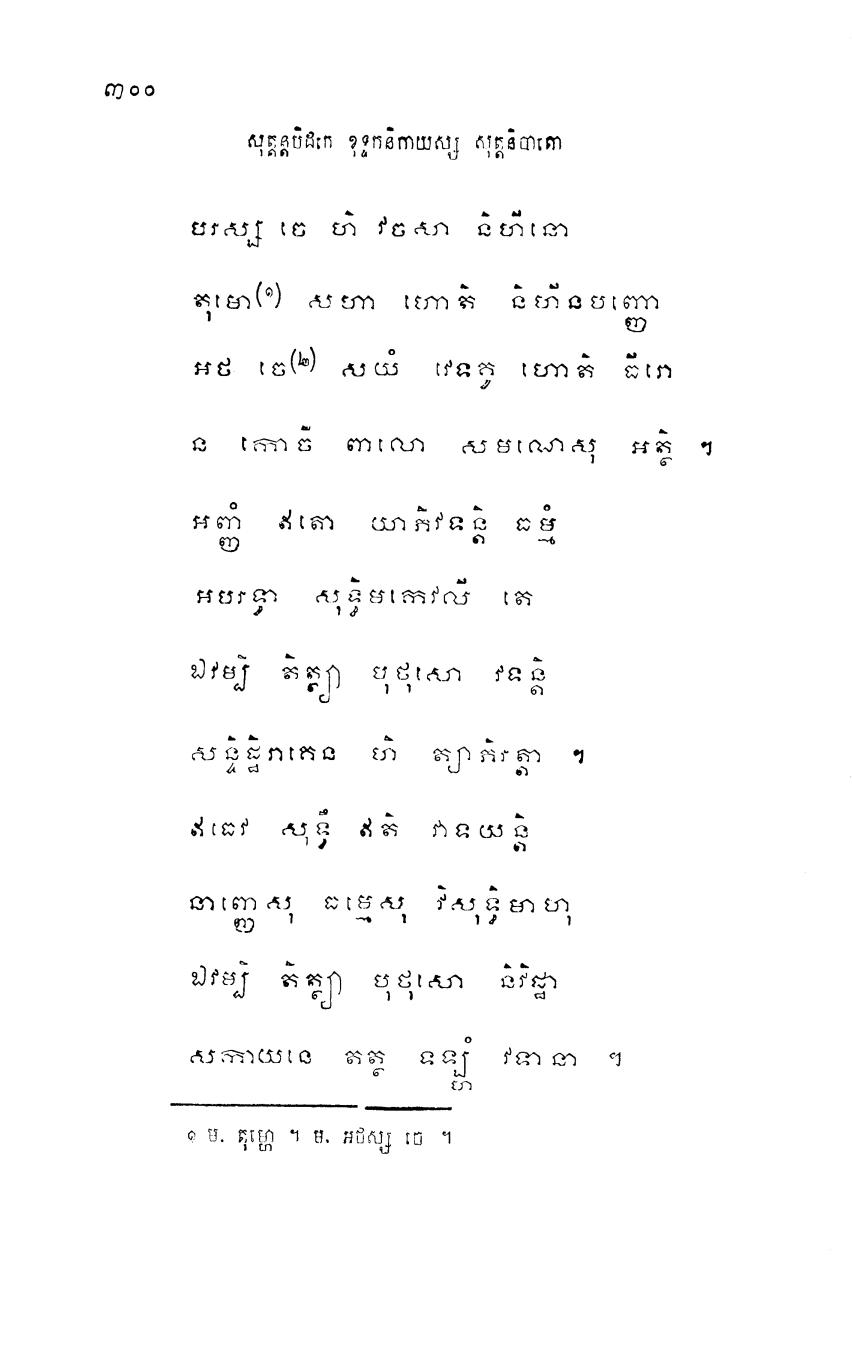 ៣០០
សុត្តន្តបិដកេ ខុទ្ទកនិកាយស្ស សុត្តនិបាតោ
បរស្ស ចេ ហិ វចសា និហីនោ
តុមោ(១) សហា ហោតិ និហីនបញ្ញោ
អថ ចេ(២) សយំ វេទគូ ហោតិ ធីរោ
ន កោចិ ពាលោ សមណេសុ អត្ថិ ។
អញ្ញំ ឥតោ យាភិវទន្តិ ធម្មំ
អបរទ្ធា សុទ្ធិមកេវលី តេ
ឯវម្បិ តិត្ថ្យា បុថុសោ វទន្តិ
សន្ទិដ្ឋិរាគេន ហិ ត្យាភិរត្តា ។
ឥធេវ សុទ្ធឹ ឥតិ វាទយន្តិ
នាញ្ញេសុ ធម្មេសុ វិសុទ្ធិមាហុ
ឯវម្បិ តិត្ថ្យា បុថុសោ និវិដ្ឋា
សកាយនេ តត្ថ ទឡ្ហំ វទានា ។
១ ម. តុម្ហេ ។ ម. អថស្ស ចេ ។